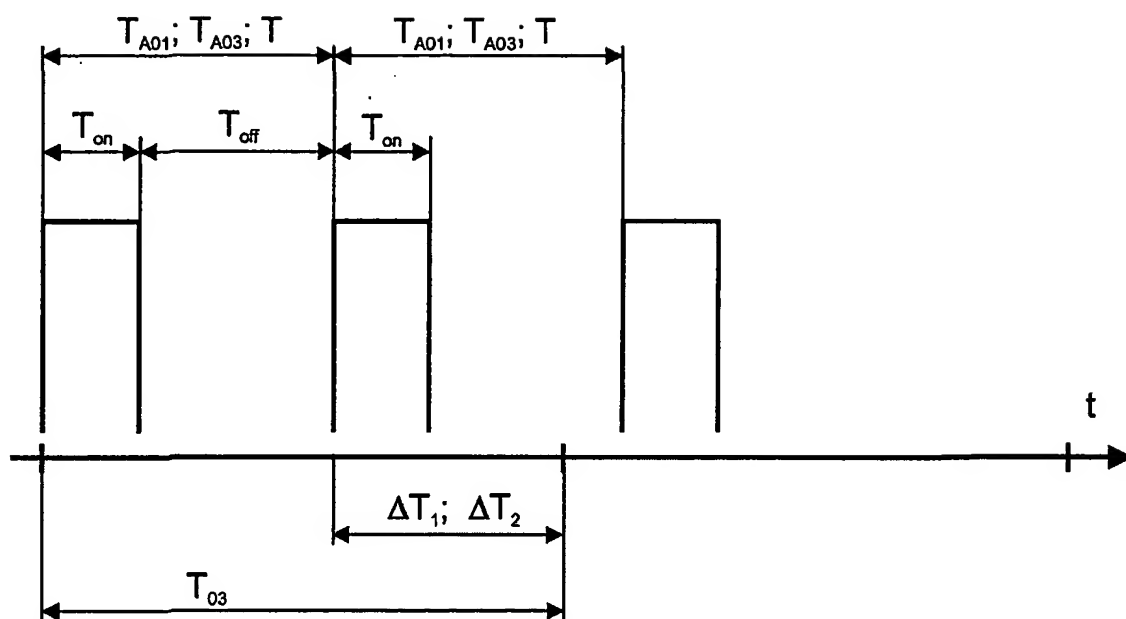 T_A01; T_A03; T T_A01; T_A03; T
T_on T_off T_on
t
ΔT_1; ΔT_2
T_03